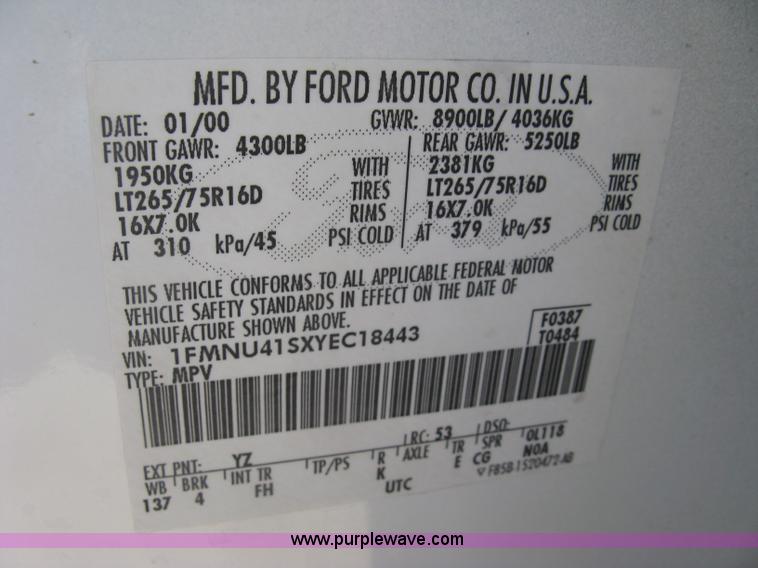 MFD. BY FORD MOTOR CO. IN U.S.A.
DATE: 01/00 GVWR: 8900LB/ 4036KG
FRONT GAWR: 4300LB REAR GAWR: 5250LB
1950KG WITH 2381KG WITH
LT265/75R16D TIRES LT265/75R16D TIRES
16X7.0K RIMS 16X7.0K RIMS
AT 310 kPa/45 PSI COLD AT 379 kPa/55 PSI COLD
THIS VEHICLE CONFORMS TO ALL APPLICABLE FEDERAL MOTOR
VEHICLE SAFETY STANDARDS IN EFFECT ON THE DATE OF
MANUFACTURE SHOWN ABOVE.
VIN: 1FMNU41SXYEC18443 F0387
TYPE: MPV T0484
EXT PNT: YZ RC: 53 DSO:
WB BRK INT TR TP/PS R AXLE TR SPR 0L118
137 4 FH K E CG N0A
UTC F85B-1520472-AB
www.purplewave.com